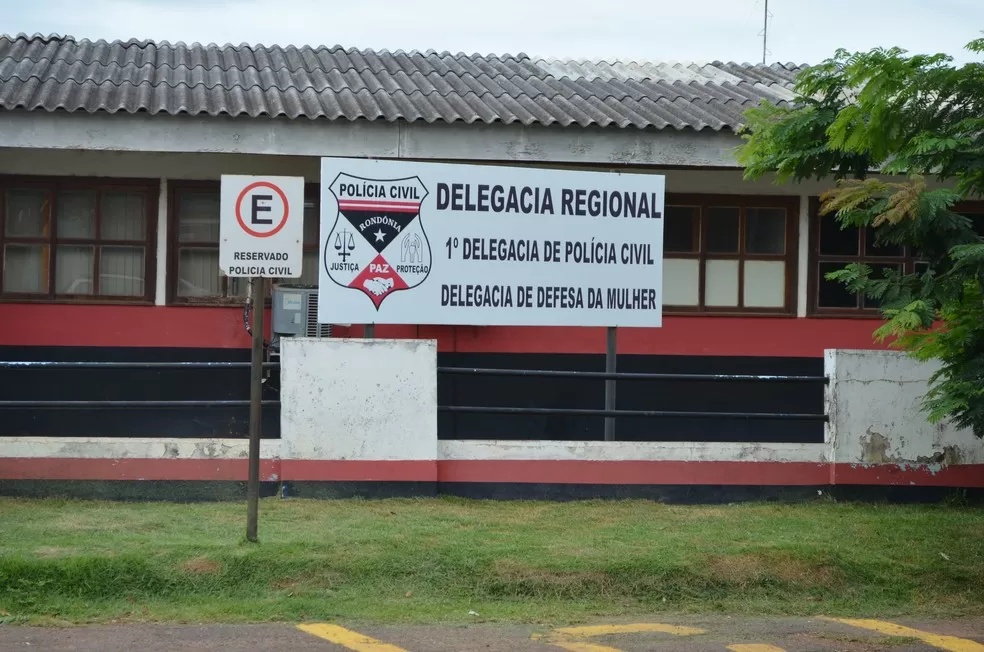 E
RESERVADO
POLICIA CIVIL
POLÍCIA CIVIL
RONDÔNIA
JUSTIÇA
PAZ
PROTEÇÃO
DELEGACIA REGIONAL
1º DELEGACIA DE POLÍCIA CIVIL
DELEGACIA DE DEFESA DA MULHER